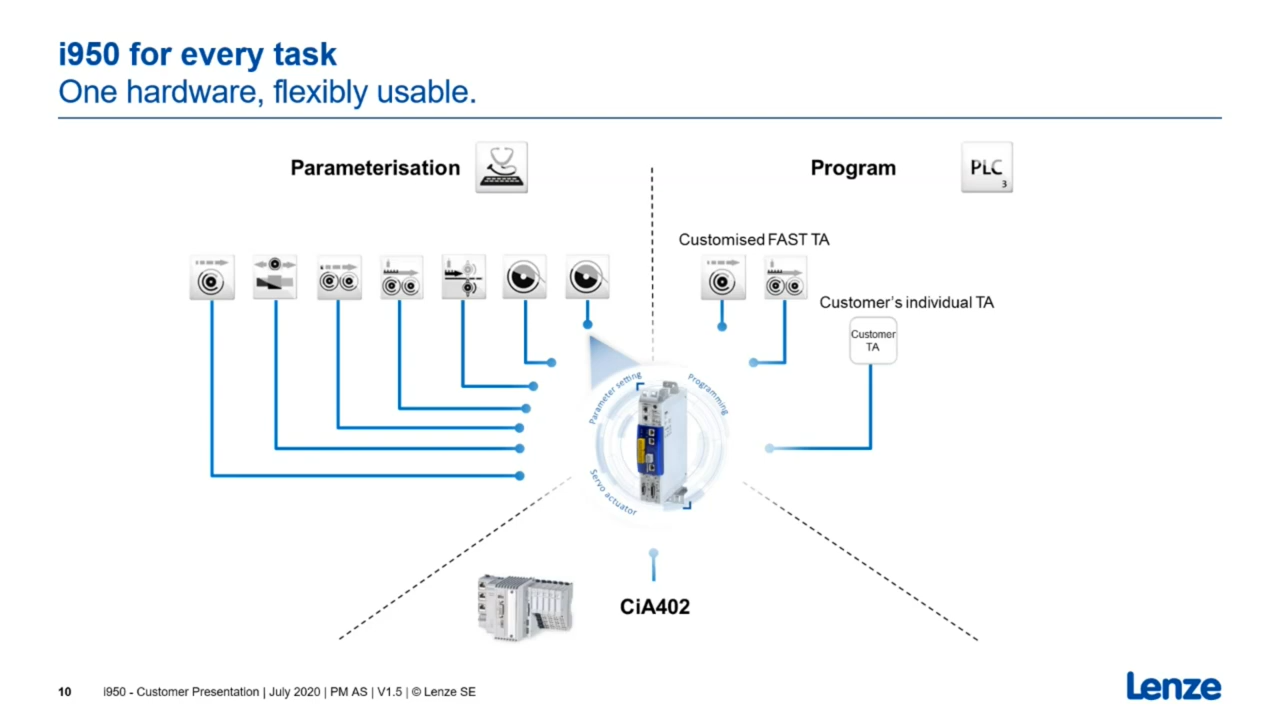 i950 for every task
One hardware, flexibly usable.
Parameterisation
Program
PLC
3
Customised FAST TA
Customer's individual TA
Customer
TA
Parameter setting
Programming
Servo actuator
CiA402
10 i950 - Customer Presentation | July 2020 | PM AS | V1.5 | © Lenze SE
Lenze